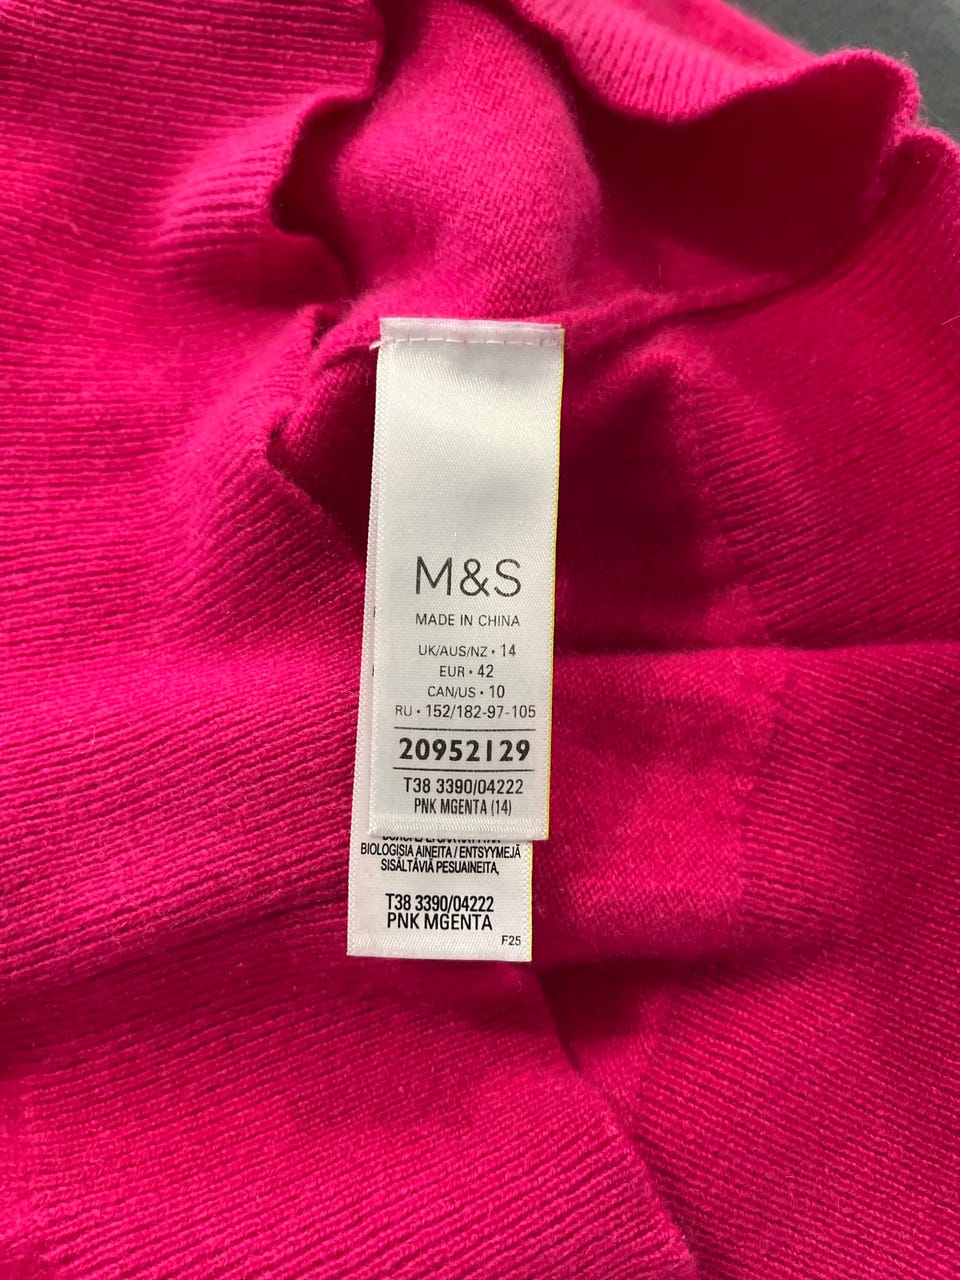 M&S
MADE IN CHINA
UK/AUS/NZ • 14
EUR • 42
CAN/US • 10
RU • 152/182-97-105
20952129
T38 3390/04222
PNK MGENTA (14)
BIOLOGISIA AINEITA / ENTSYYMEJÄ
SISÄLTÄVIÄ PESUAINEITA,
T38 3390/04222
PNK MGENTA
F25